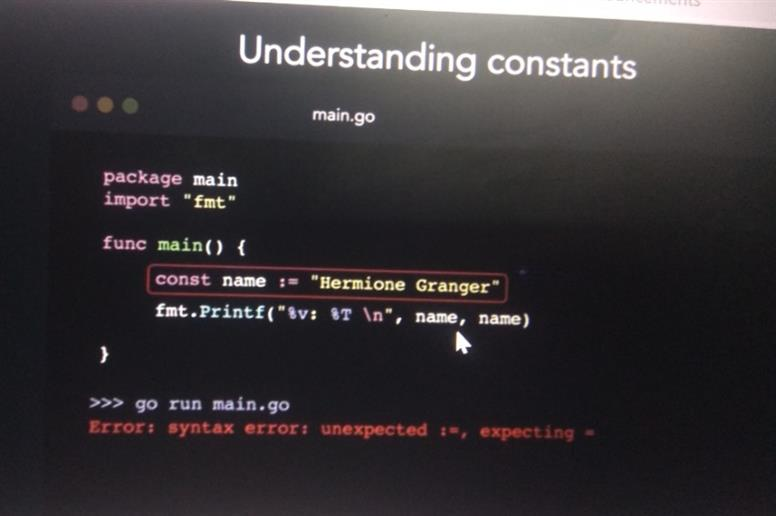 Understanding constants
main.go
package main
import "fmt"
func main() {
const name := "Hermione Granger"
fmt.Printf("%v: %T \n", name, name)
}
>>> go run main.go
Error: syntax error: unexpected :=, expecting =